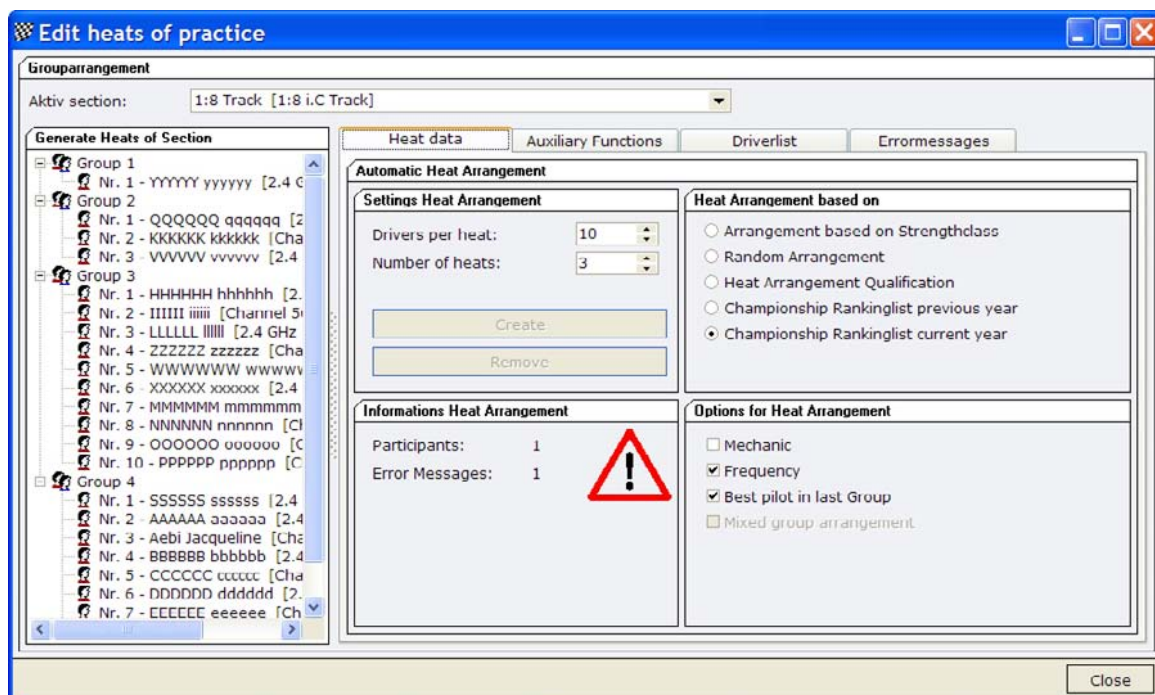 Edit heats of practice
Grouparrangement
Aktiv section: 1:8 Track [1:8 i.C Track]
Generate Heats of Section
Group 1
Nr. 1 - YYYYYY yyyyyy [2.4 G
Group 2
Nr. 1 - QQQQQQ qqqqqq [2
Nr. 2 - KKKKKK kkkkkk [Cha
Nr. 3 - VVVVVV vvvvvv [2.4
Group 3
Nr. 1 - HHHHHH hhhhhh [2.
Nr. 2 - IIIIII iiiiii [Channel 5
Nr. 3 - LLLLLL llllll [2.4 GHz
Nr. 4 - ZZZZZZ zzzzzz [Cha
Nr. 5 - WWWWWW wwwww
Nr. 6 - XXXXXX xxxxxx [2.4
Nr. 7 - MMMMMM mmmmmm
Nr. 8 - NNNNNN nnnnnn [Cl
Nr. 9 - OOOOOO oooooo [C
Nr. 10 - PPPPPP pppppp [C
Group 4
Nr. 1 - SSSSSS ssssss [2.4
Nr. 2 - AAAAAA aaaaaa [2.4
Nr. 3 - Aebi Jacqueline [Cha
Nr. 4 - BBBBBB bbbbbb [2.4
Nr. 5 - CCCCCC cccccc [Cha
Nr. 6 - DDDDDD dddddd [2.
Nr. 7 - EEEEEE eeeeee [Ch
Heat data
Auxiliary Functions
Driverlist
Errormessages
Automatic Heat Arrangement
Settings Heat Arrangement
Drivers per heat: 10
Number of heats: 3
Create
Remove
Heat Arrangement based on
Arrangement based on Strengthclass
Random Arrangement
Heat Arrangement Qualification
Championship Rankinglist previous year
Championship Rankinglist current year
Informations Heat Arrangement
Participants: 1
Error Messages: 1
Options for Heat Arrangement
Mechanic
Frequency
Best pilot in last Group
Mixed group arrangement
Close